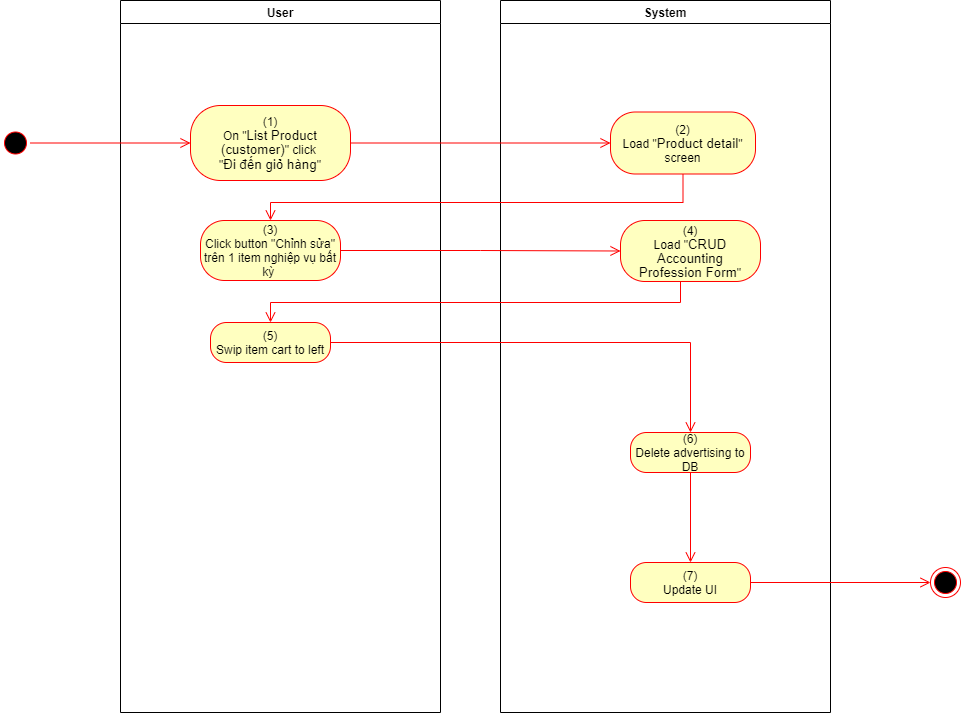 User
System
(1)
On "List Product
(customer)" click
"Đi đến giỏ hàng"
(2)
Load "Product detail"
screen
(3)
Click button "Chỉnh sửa"
trên 1 item nghiệp vụ bất
kỳ
(4)
Load "CRUD
Accounting
Profession Form"
(5)
Swip item cart to left
(6)
Delete advertising to
DB
(7)
Update UI